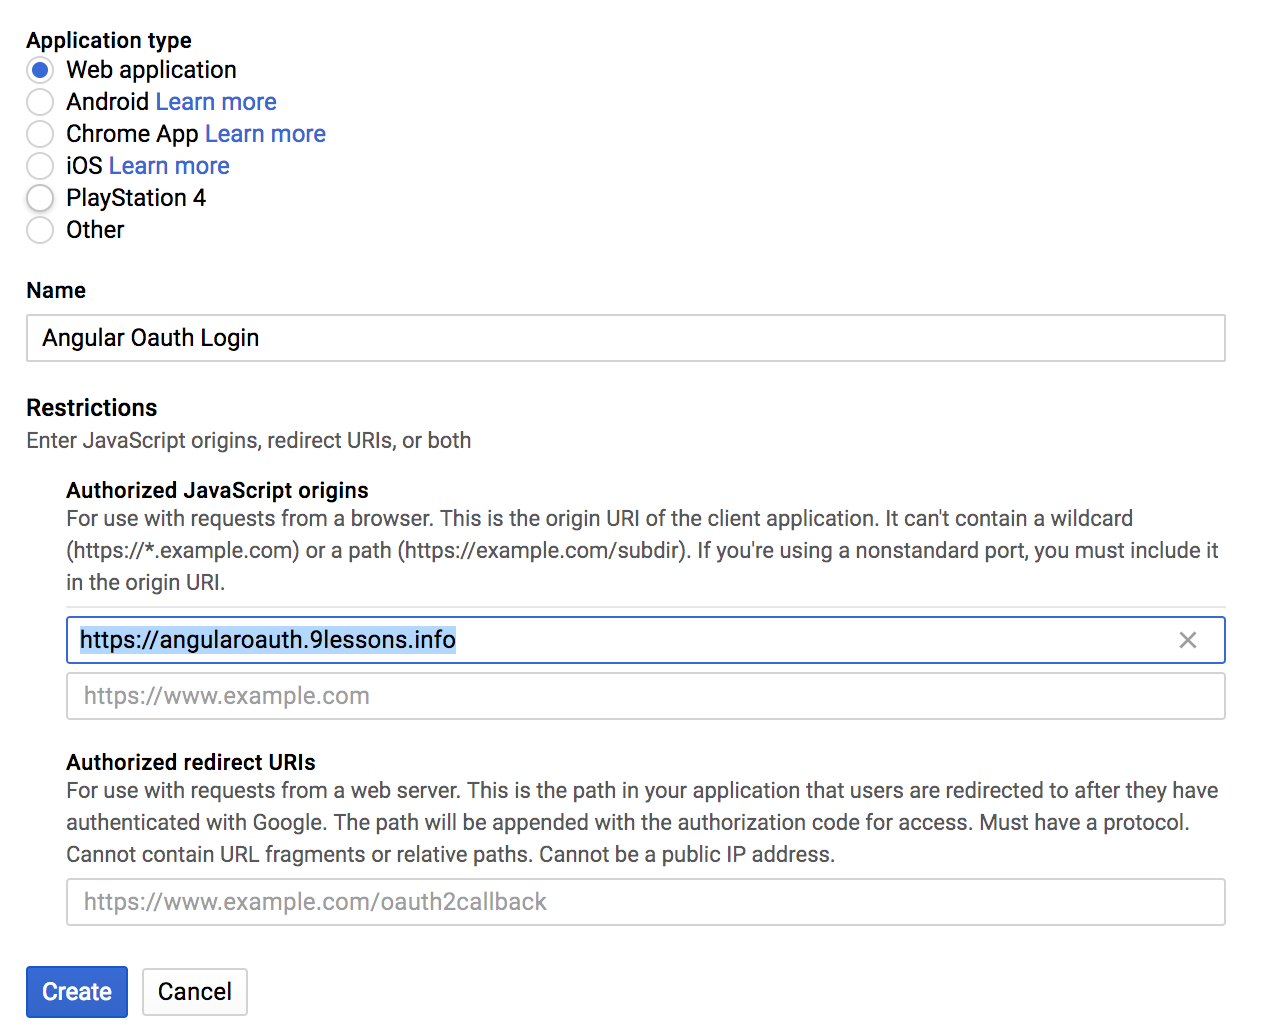 Application type
Web application
Android Learn more
Chrome App Learn more
iOS Learn more
PlayStation 4
Other
Name
Angular Oauth Login
Restrictions
Enter JavaScript origins, redirect URIs, or both
Authorized JavaScript origins
For use with requests from a browser. This is the origin URI of the client application. It can't contain a wildcard
(https://*.example.com) or a path (https://example.com/subdir). If you're using a nonstandard port, you must include it
in the origin URI.
https://angularoauth.9lessons.info
https://www.example.com
Authorized redirect URIs
For use with requests from a web server. This is the path in your application that users are redirected to after they have
authenticated with Google. The path will be appended with the authorization code for access. Must have a protocol.
Cannot contain URL fragments or relative paths. Cannot be a public IP address.
https://www.example.com/oauth2callback
Create Cancel